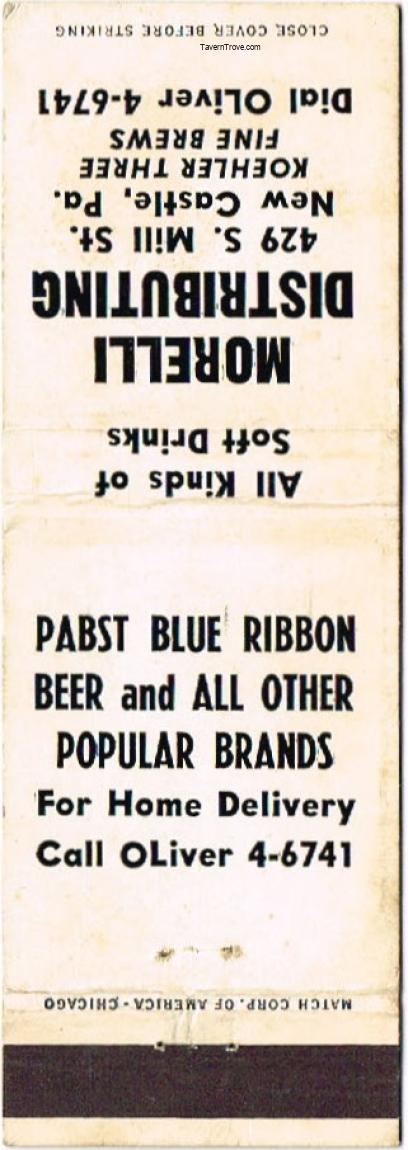 TavernTrove.com
All Kinds of
Soft Drinks
MORELLI
DISTRIBUTING
429 S. Mill St.
New Castle, Pa.
KOEHLER THREE
FINE BREWS
Dial OLiver 4-6741
CLOSE COVER BEFORE STRIKING
PABST BLUE RIBBON
BEER and ALL OTHER
POPULAR BRANDS
For Home Delivery
Call OLiver 4-6741
MATCH CORP. OF AMERICA - CHICAGO